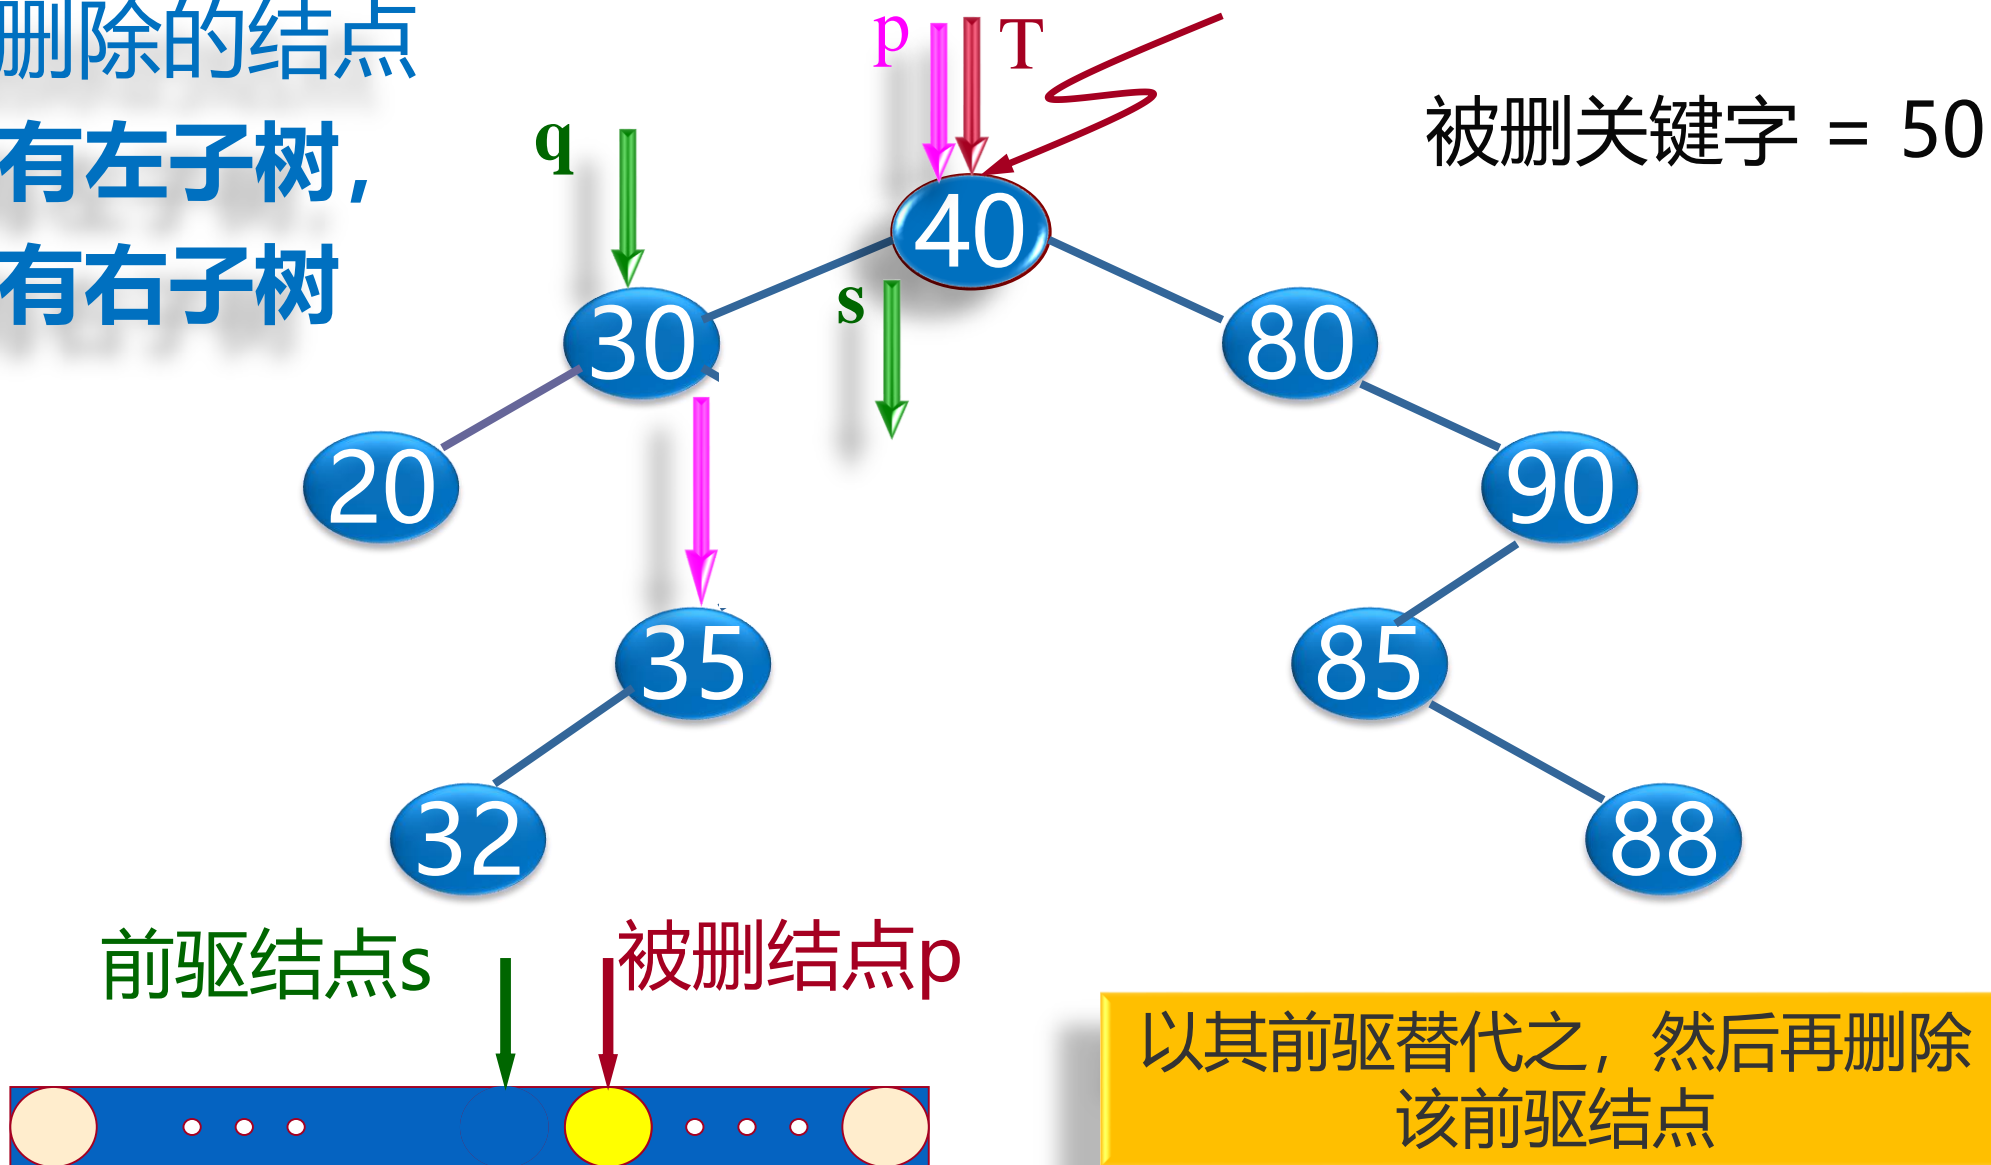 删除的结点
有左子树，
有右子树
p
T
q
被删关键字 = 50
40
s
30
80
20
90
35
85
32
88
前驱结点s
被删结点p
以其前驱替代之，然后再删除
该前驱结点